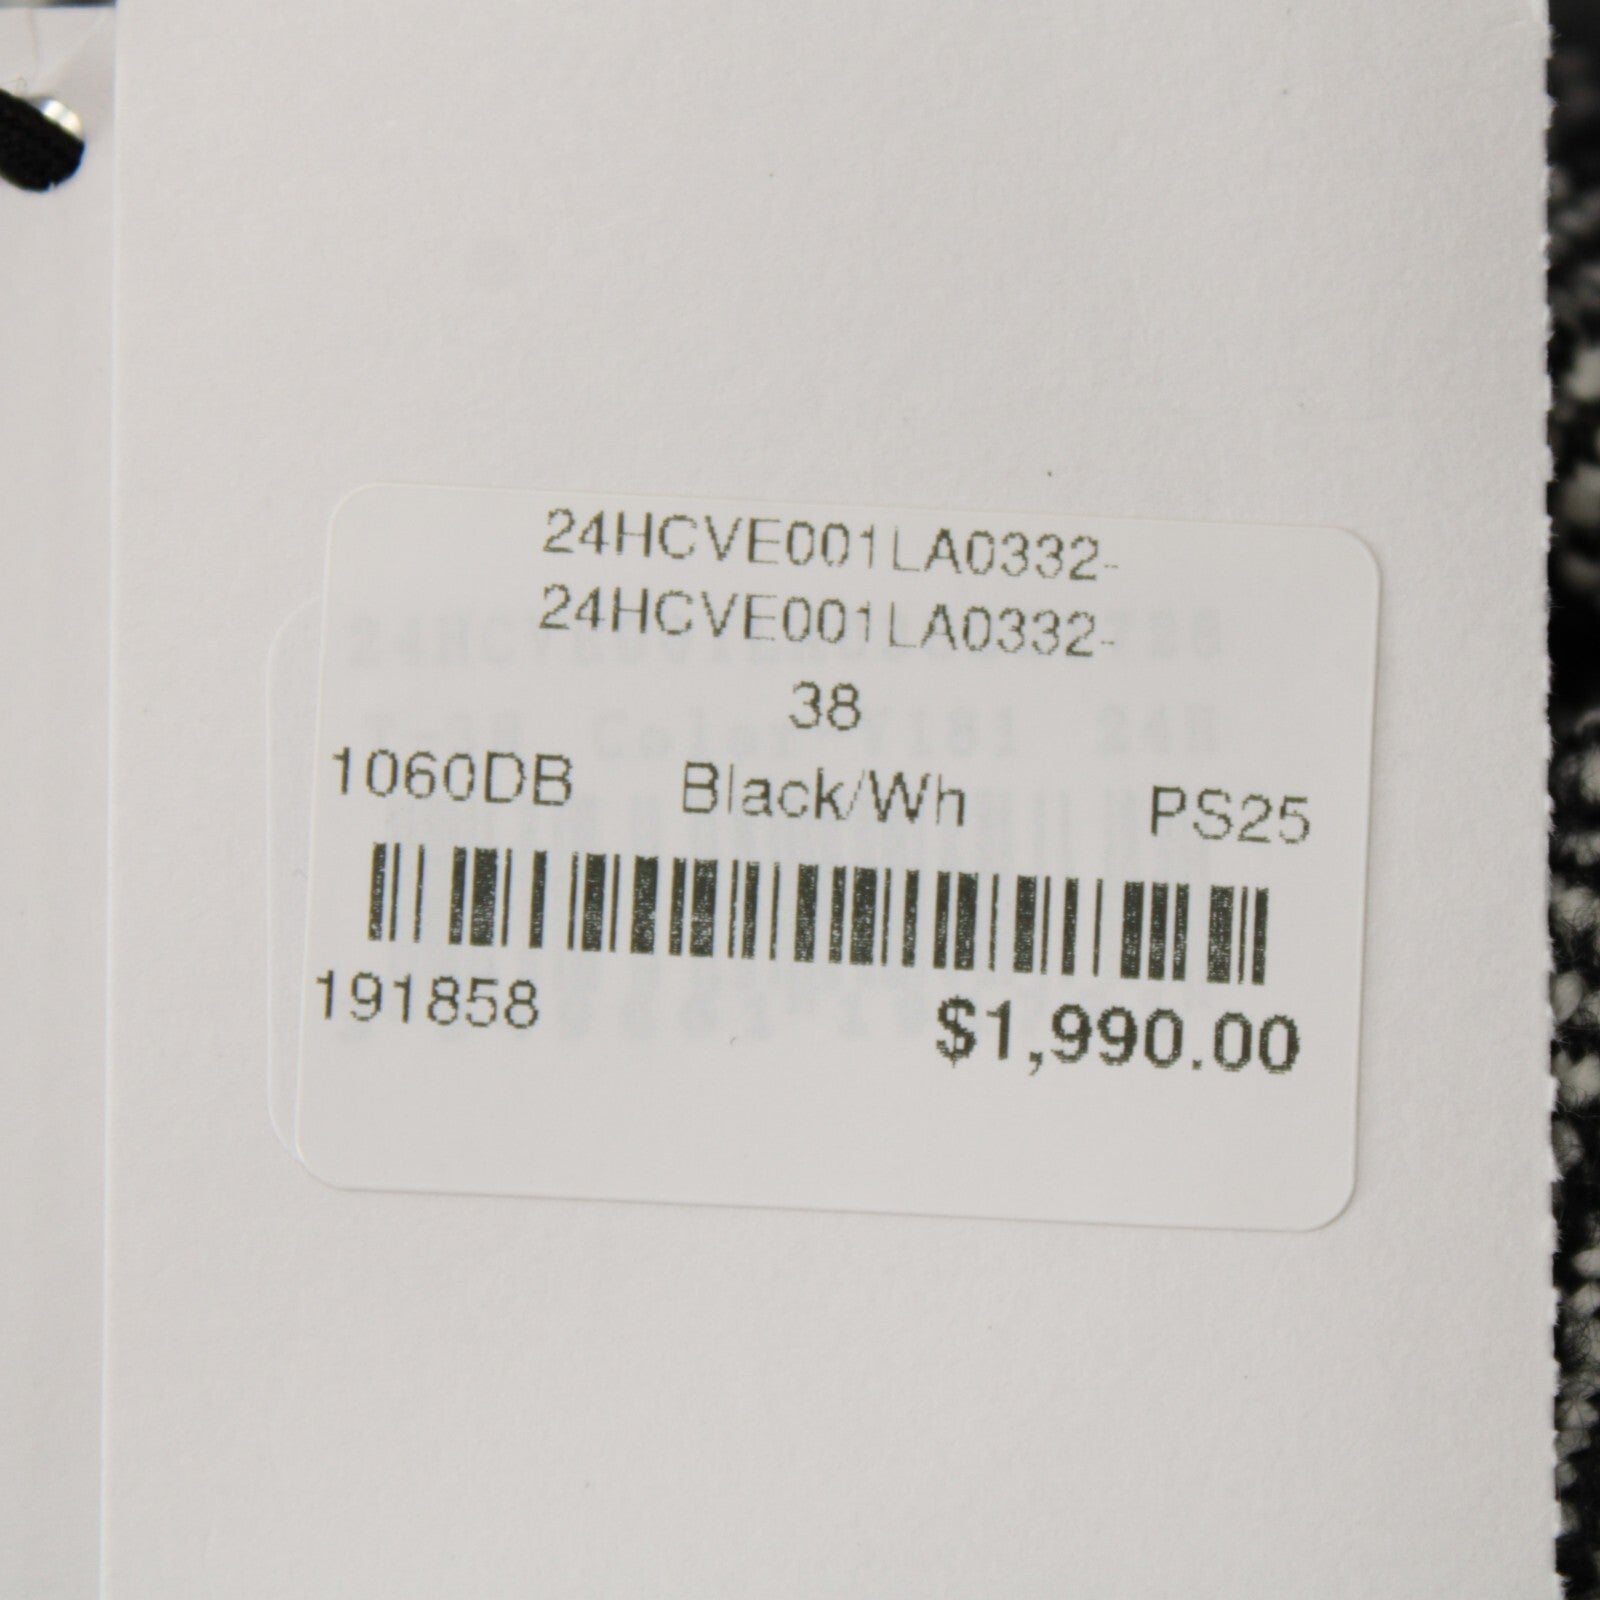 24HCVE001LA0332-
24HCVE001LA0332-
38
1060DB Black/Wh PS25
191858 $1,990.00